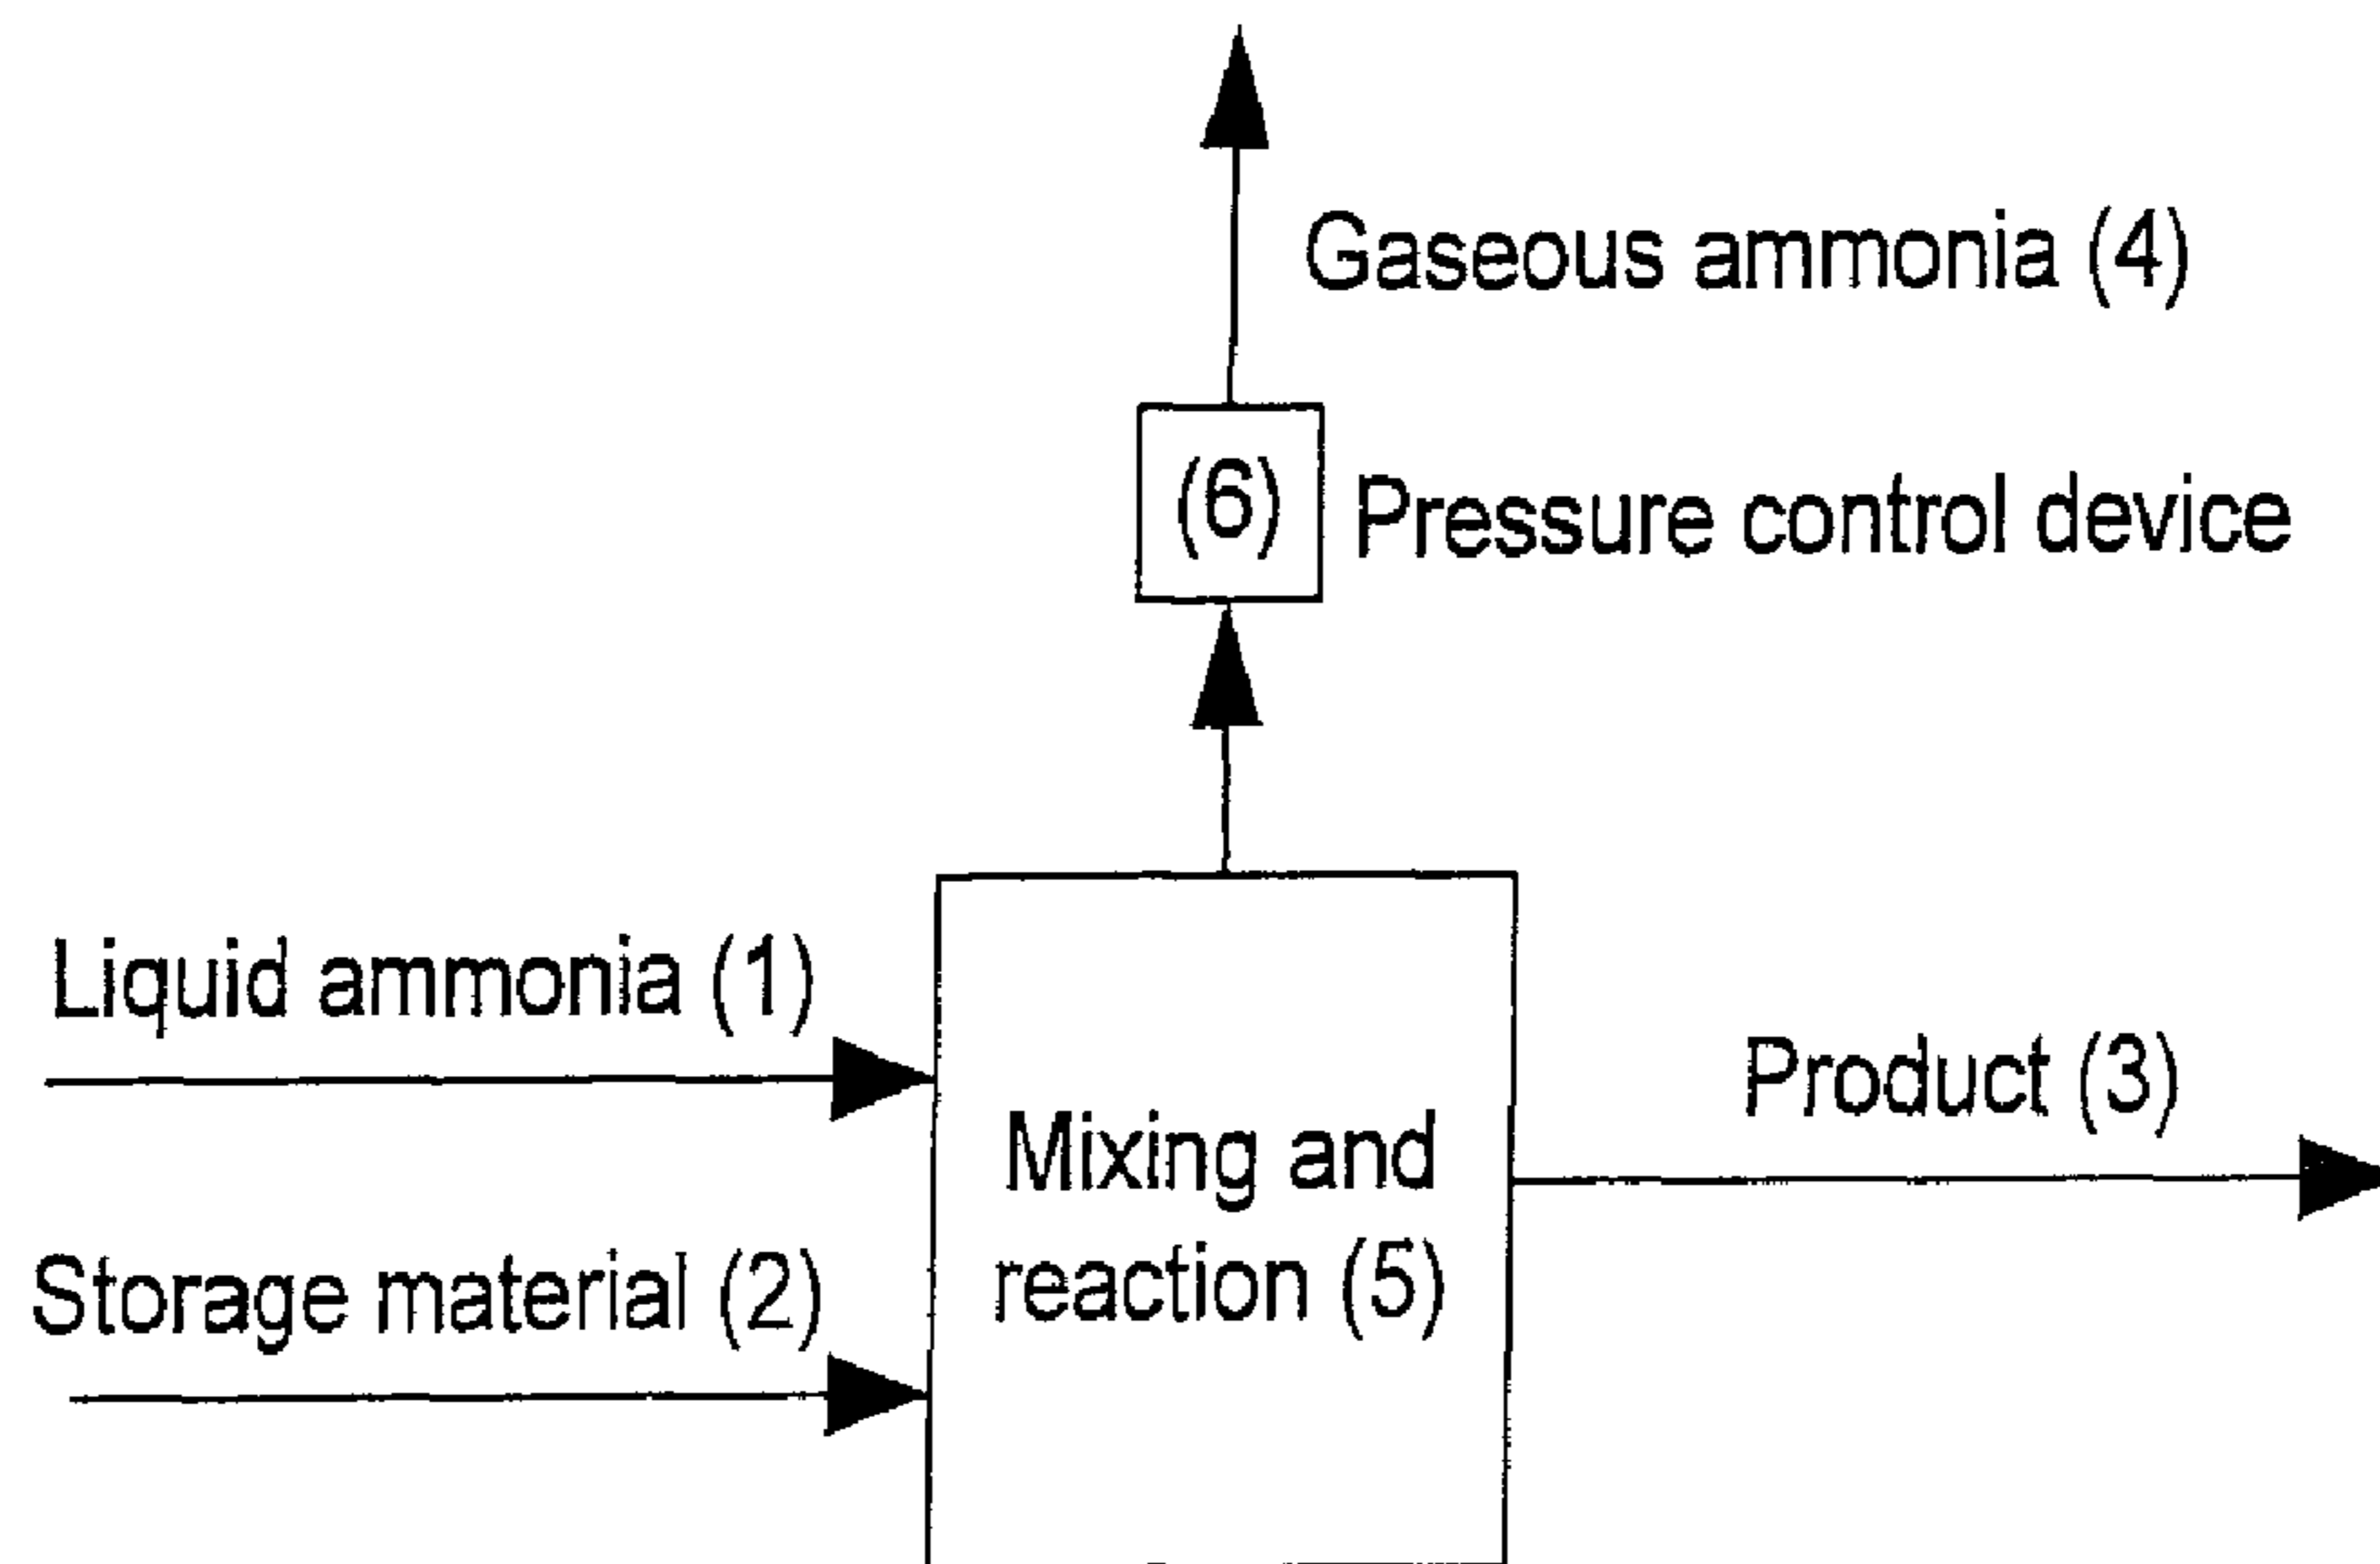 Gaseous ammonia (4)
(6) Pressure control device
Liquid ammonia (1)
Product (3)
Mixing and
reaction (5)
Storage material (2)